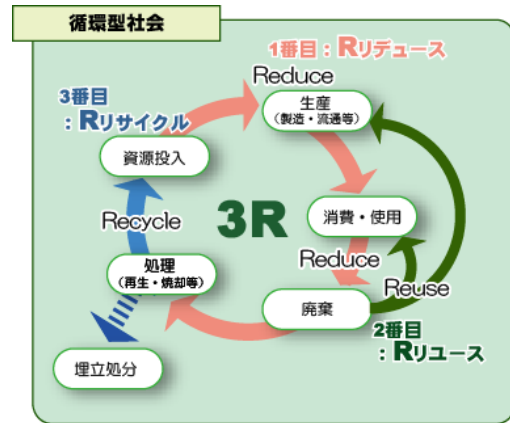 循環型社会
1番目：Rリデュース
Reduce
生産
（製造・流通等）
3番目
：Rリサイクル
資源投入
Recycle
3R
消費・使用
Reduce
処理
（再生・焼却等）
廃棄
Reuse
2番目
：Rリユース
埋立処分